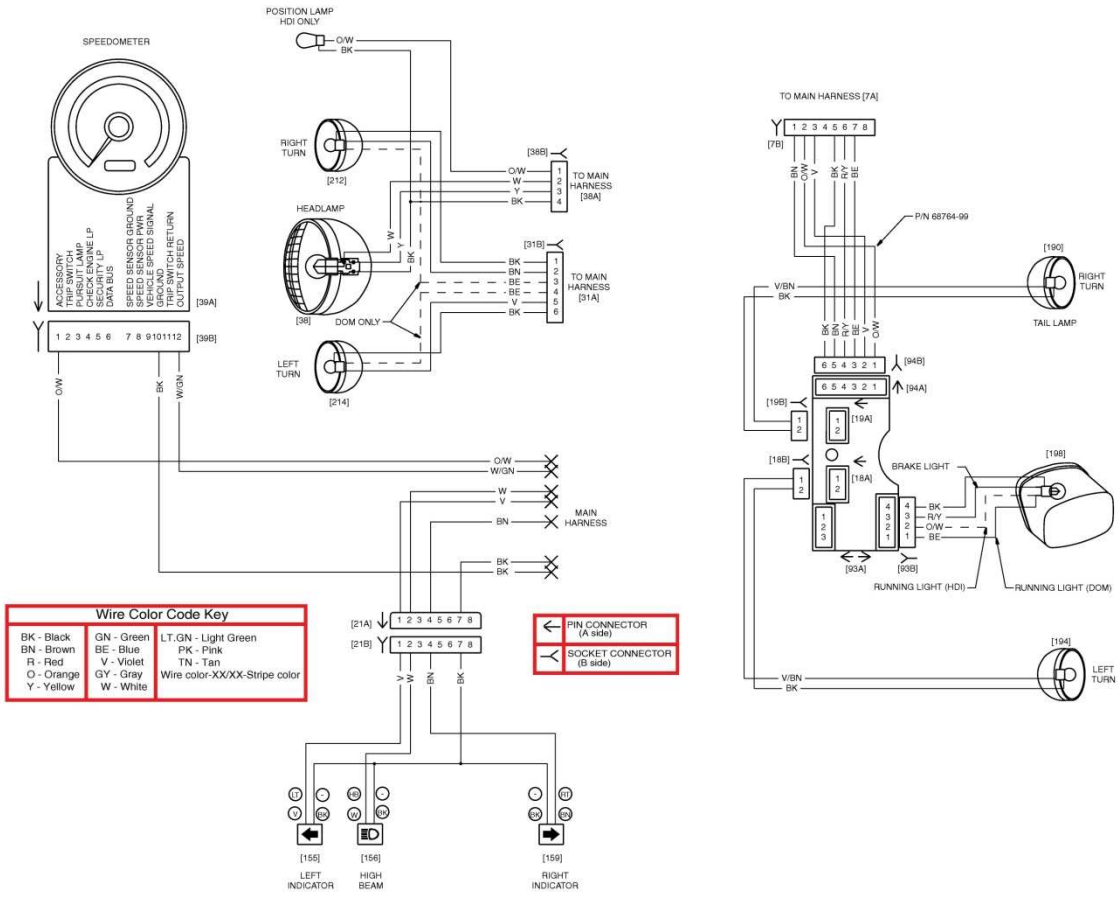 POSITION LAMP
HDI ONLY
O/W
BK
SPEEDOMETER
ACCESSORY
TRIP SWITCH
PURSUIT LAMP
CHECK ENGINE LP
SECURITY LP
DATA BUS
SPEED SENSOR GROUND
SPEED SENSOR PWR
VEHICLE SPEED SIGNAL
GROUND
TRIP SWITCH RETURN
OUTPUT SPEED
[39A]
1 2 3 4 5 6 7 8 9 10 11 12
[39B]
O/W
BK
W/GN
RIGHT
TURN
[212]
HEADLAMP
[38]
W
Y
BK
DOM ONLY
LEFT
TURN
[214]
[38B]
O/W 1
W 2
Y 3
BK 4
TO MAIN
HARNESS
[38A]
[31B]
BK 1
BN 2
BE 3
BE 4
V 5
BK 6
TO MAIN
HARNESS
[31A]
O/W
W/GN
W
V
BN
BK
BK
MAIN
HARNESS
[21A]
1 2 3 4 5 6 7 8
[21B]
1 2 3 4 5 6 7 8
V
W
BN
BK
LT -
V BK
[155]
LEFT
INDICATOR
HB -
W BK
[156]
HIGH
BEAM
- RT
BK BN
[159]
RIGHT
INDICATOR
Wire Color Code Key
BK - Black
BN - Brown
R - Red
O - Orange
Y - Yellow
GN - Green
BE - Blue
V - Violet
GY - Gray
W - White
LT.GN - Light Green
PK - Pink
TN - Tan
Wire color-XX/XX-Stripe color
PIN CONNECTOR
(A side)
SOCKET CONNECTOR
(B side)
TO MAIN HARNESS [7A]
1 2 3 4 5 6 7 8
[7B]
BN
O/W
V
BK
R/Y
BE
P/N 68764-99
BK
BN
R/Y
BE
V
O/W
6 5 4 3 2 1
[94B]
6 5 4 3 2 1
[94A]
[190]
RIGHT
TURN
TAIL LAMP
V/BN
BK
[19B]
1
2
1
2
[19A]
[18B]
1
2
1
2
[18A]
1
2
3
4
3
2
1
4
3
2
1
BK
R/Y
O/W
BE
[93A]
[93B]
BRAKE LIGHT
[198]
RUNNING LIGHT (HDI)
RUNNING LIGHT (DOM)
V/BN
BK
[194]
LEFT
TURN